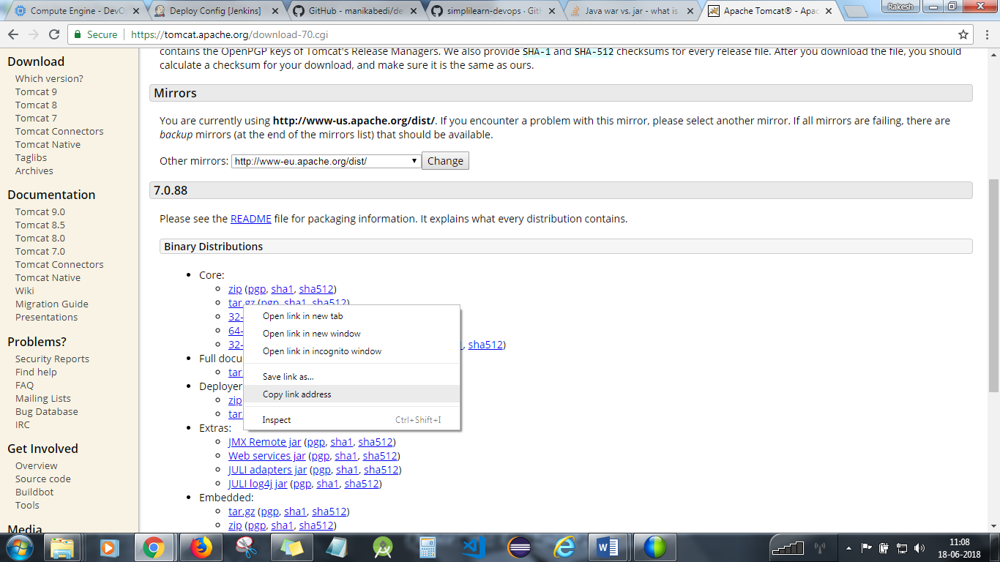 Compute Engine - DevO
Deploy Config [Jenkins]
GitHub - manikabedi/de
simplilearn-devops · Git
Java war vs. jar - what is
Apache Tomcat® - Apac
Rakesh
Secure
https://tomcat.apache.org/download-70.cgi
Download
Which version?
Tomcat 9
Tomcat 8
Tomcat 7
Tomcat Connectors
Tomcat Native
Taglibs
Archives
Documentation
Tomcat 9.0
Tomcat 8.5
Tomcat 8.0
Tomcat 7.0
Tomcat Connectors
Tomcat Native
Wiki
Migration Guide
Presentations
Problems?
Security Reports
Find help
FAQ
Mailing Lists
Bug Database
IRC
Get Involved
Overview
Source code
Buildbot
Tools
Media
contains the OpenPGP keys of Tomcat's Release Managers. We also provide SHA-1 and SHA-512 checksums for every release file. After you download the file, you should
calculate a checksum for your download, and make sure it is the same as ours.
Mirrors
You are currently using http://www-us.apache.org/dist/. If you encounter a problem with this mirror, please select another mirror. If all mirrors are failing, there are
backup mirrors (at the end of the mirrors list) that should be available.
Other mirrors: http://www-eu.apache.org/dist/ Change
7.0.88
Please see the README file for packaging information. It explains what every distribution contains.
Binary Distributions
Core:
zip (pgp, sha1, sha512)
tar.gz (pgp, sha1, sha512)
32-
64-
32- , sha512)
Full docu
tar
Deployer
zip
tar
Open link in new tab
Open link in new window
Open link in incognito window
Save link as...
Copy link address
Inspect Ctrl+Shift+I
Extras:
JMX Remote jar (pgp, sha1, sha512)
Web services jar (pgp, sha1, sha512)
JULI adapters jar (pgp, sha1, sha512)
JULI log4j jar (pgp, sha1, sha512)
Embedded:
tar.gz (pgp, sha1, sha512)
zip (pgp, sha1, sha512)
11:08
18-06-2018